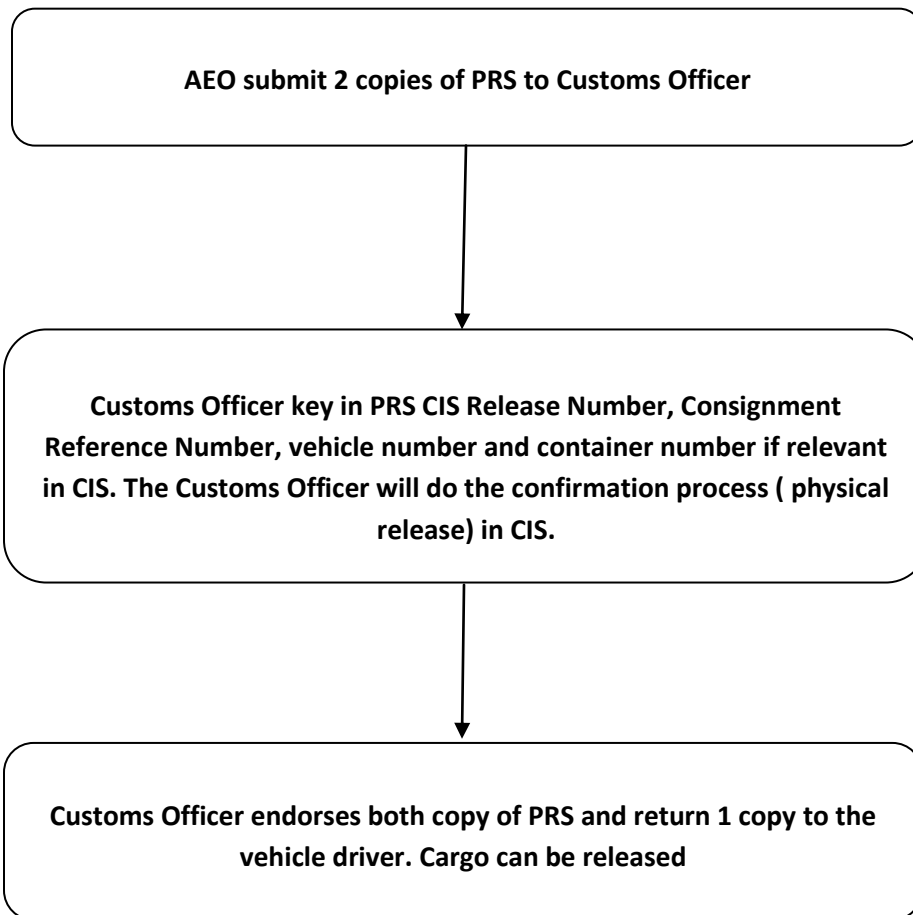 AEO submit 2 copies of PRS to Customs Officer
Customs Officer key in PRS CIS Release Number, Consignment
Reference Number, vehicle number and container number if relevant
in CIS. The Customs Officer will do the confirmation process ( physical
release) in CIS.
Customs Officer endorses both copy of PRS and return 1 copy to the
vehicle driver. Cargo can be released